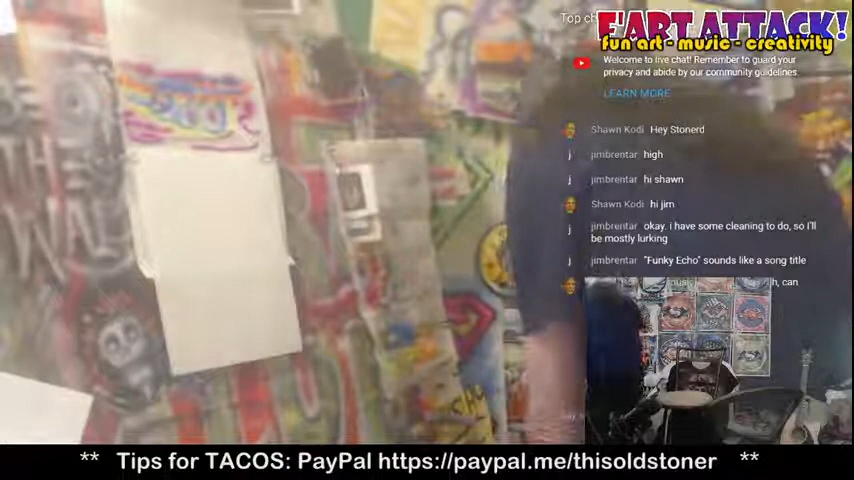 Top ch
F'ART ATTACK!
fun art - music - creativity
Welcome to live chat! Remember to guard your
privacy and abide by our community guidelines.
LEARN MORE
Shawn Kodi Hey Stonerd
j jimbrentar high
j jimbrentar hi shawn
Shawn Kodi hi jim
j jimbrentar okay. i have some cleaning to do, so I'll
be mostly lurking
j jimbrentar "Funky Echo" sounds like a song title
h, can
** Tips for TACOS: PayPal https://paypal.me/thisoldstoner **